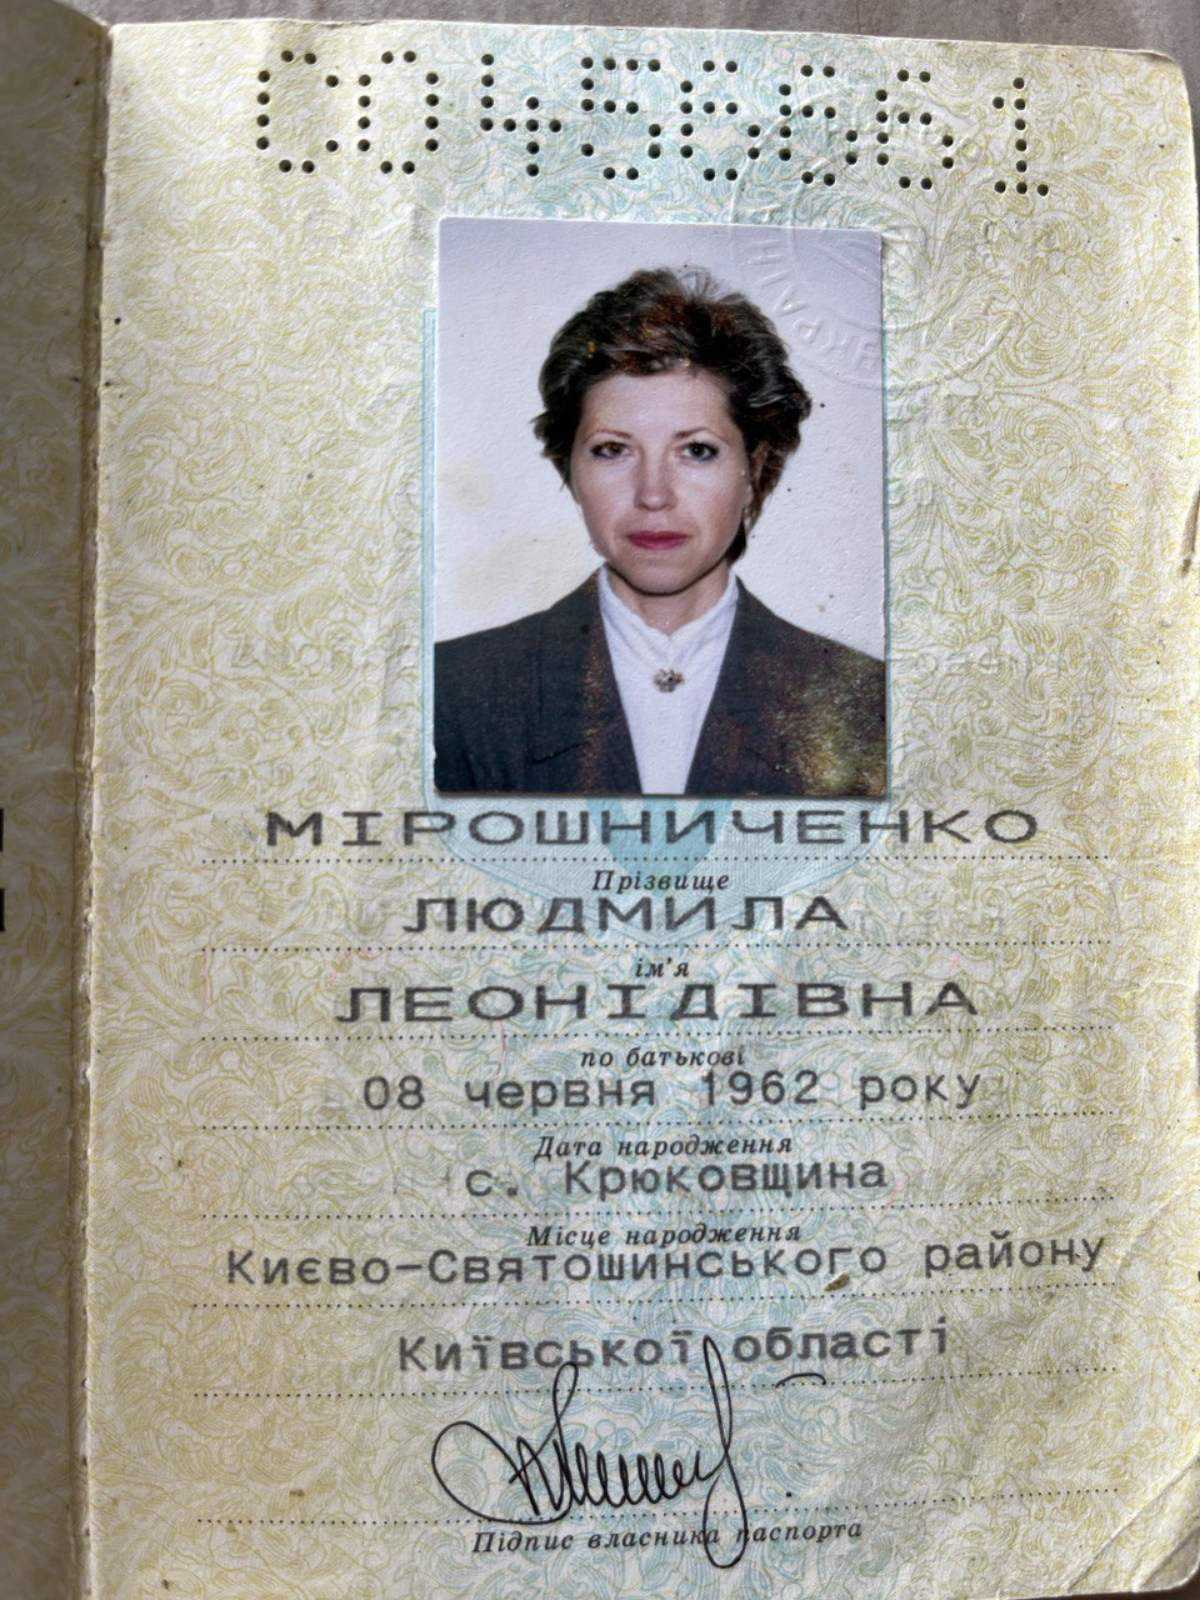 МІРОШНИЧЕНКО
Прізвище
ЛЮДМИЛА
ім'я
ЛЕОНІДІВНА
по батькові
08 червня 1962 року
Дата народження
с. Крюковщина
Місце народження
Києво-Святошинського району
Київської області
Підпис власника паспорта